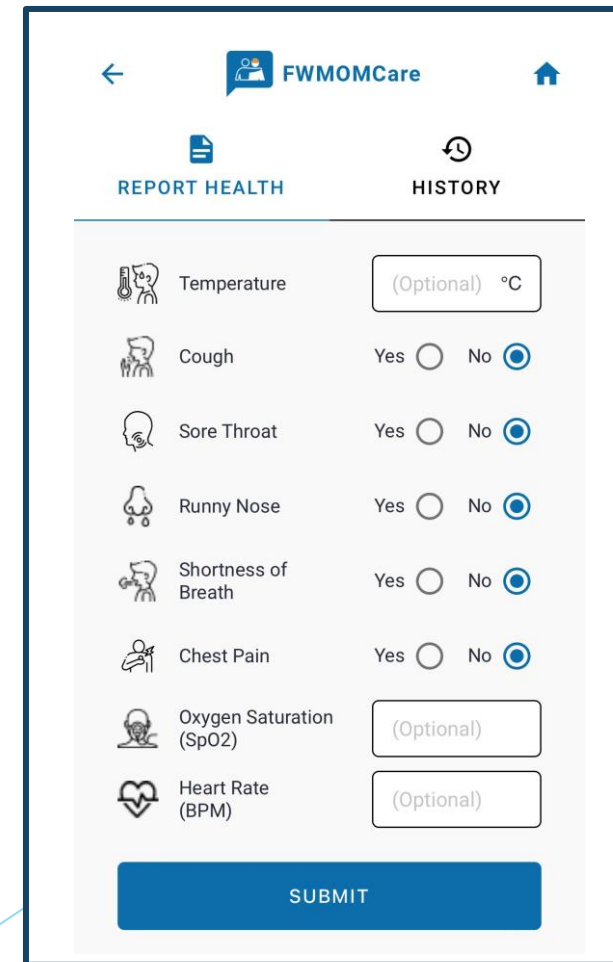 FWMOMCare
REPORT HEALTH
HISTORY
Temperature (Optional) °C
Cough Yes No
Sore Throat Yes No
Runny Nose Yes No
Shortness of
Breath Yes No
Chest Pain Yes No
Oxygen Saturation
(SpO2) (Optional)
Heart Rate
(BPM) (Optional)
SUBMIT